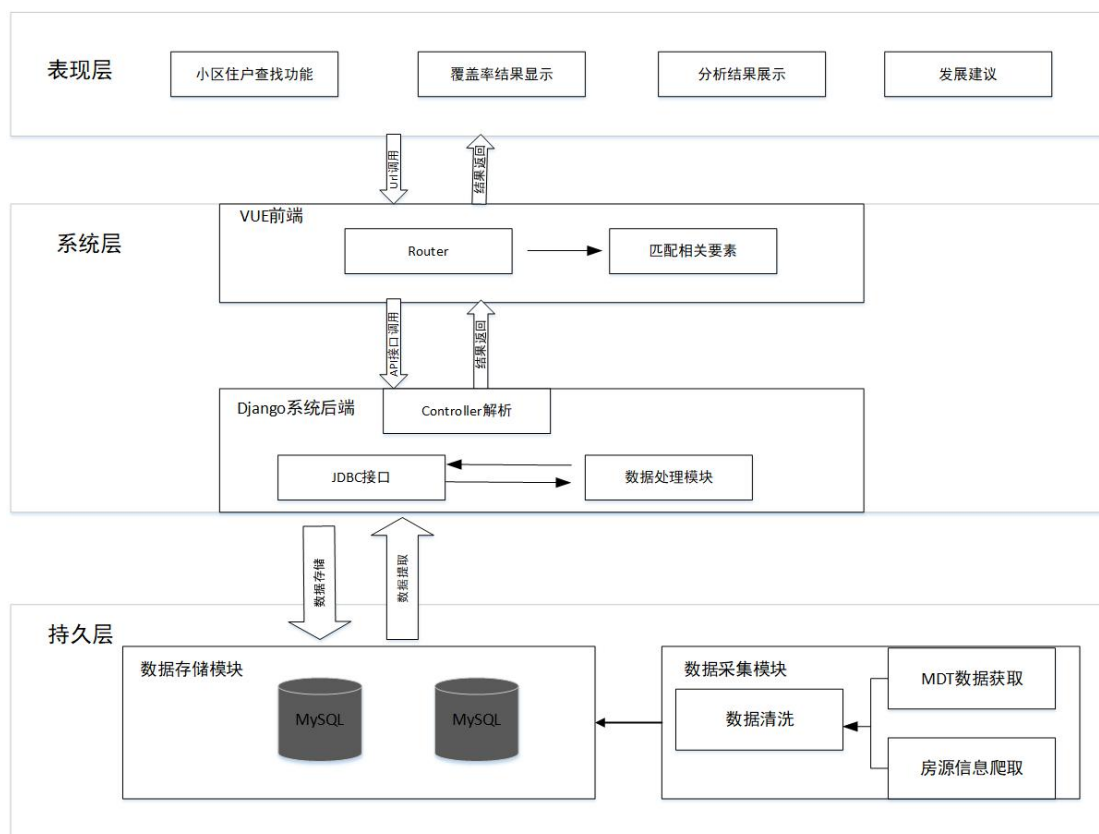 表现层
小区住户查找功能
覆盖率结果显示
分析结果展示
发展建议
Url调用
结果返回
系统层
VUE前端
Router
匹配相关要素
API接口调用
结果返回
Django系统后端
Controller解析
JDBC接口
数据处理模块
数据存储
数据提取
持久层
数据存储模块
MySQL
MySQL
数据采集模块
数据清洗
MDT数据获取
房源信息爬取